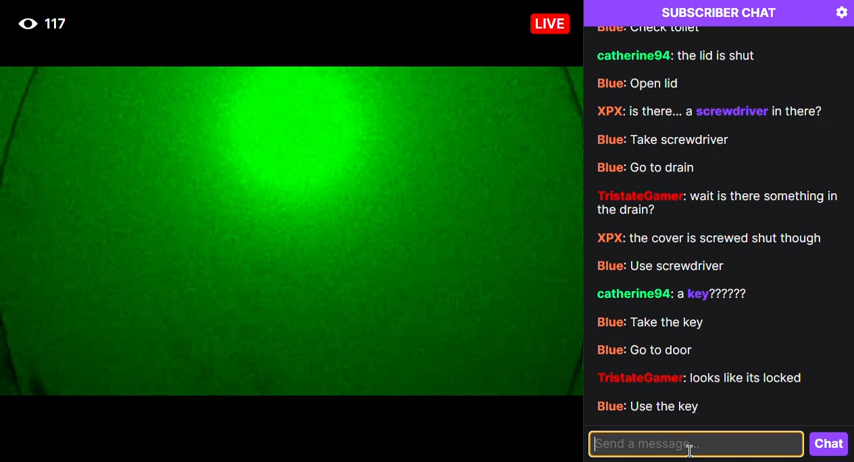 117
LIVE
SUBSCRIBER CHAT
Blue: Check toilet
catherine94: the lid is shut
Blue: Open lid
XPX: is there... a screwdriver in there?
Blue: Take screwdriver
Blue: Go to drain
TristateGamer: wait is there something in
the drain?
XPX: the cover is screwed shut though
Blue: Use screwdriver
catherine94: a key??????
Blue: Take the key
Blue: Go to door
TristateGamer: looks like its locked
Blue: Use the key
Send a message...
Chat